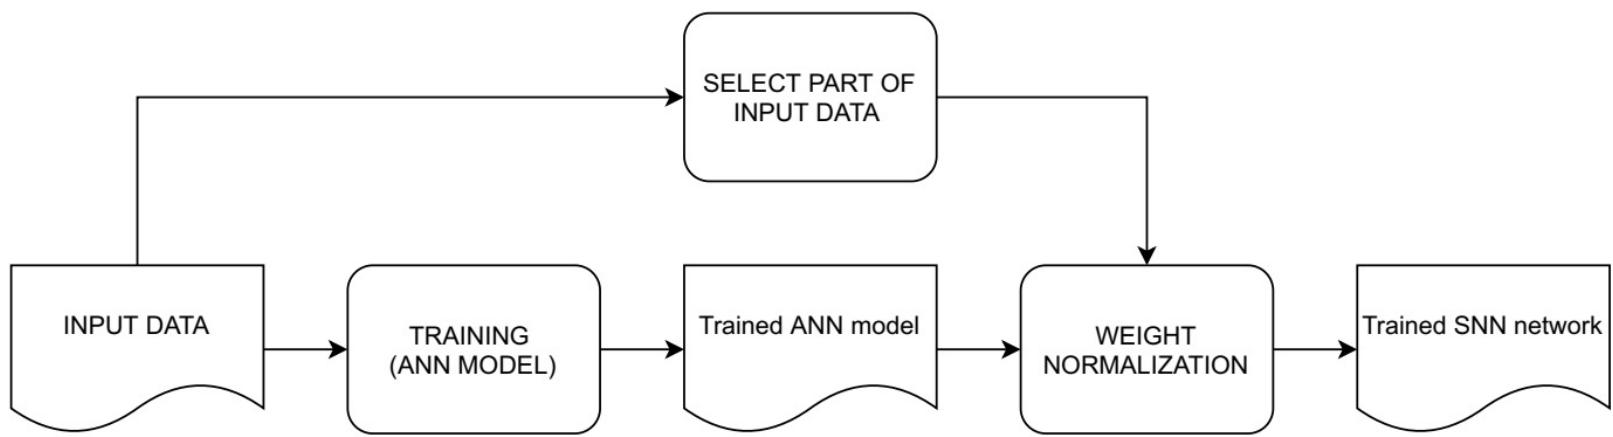 SELECT PART OF
INPUT DATA
INPUT DATA
TRAINING
(ANN MODEL)
Trained ANN model
WEIGHT
NORMALIZATION
Trained SNN network